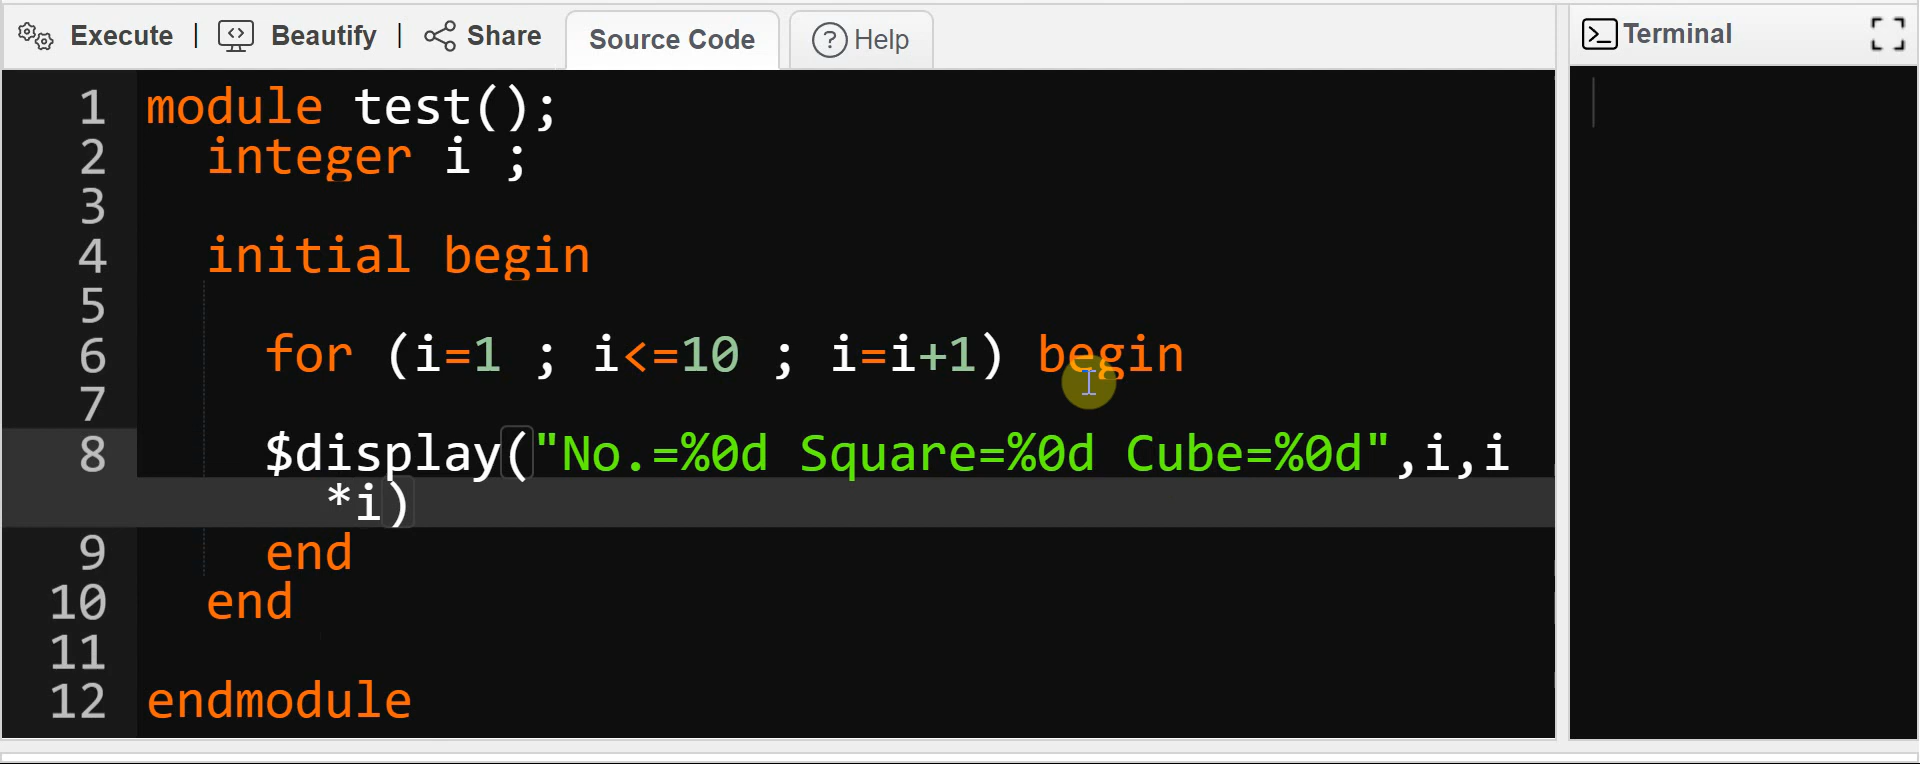 Execute | Beautify | Share Source Code Help Terminal
1 module test();
2 integer i ;
3
4 initial begin
5
6 for (i=1 ; i<=10 ; i=i+1) begin
7
8 $display("No.=%0d Square=%0d Cube=%0d",i,i
*i)
9 end
10 end
11
12 endmodule